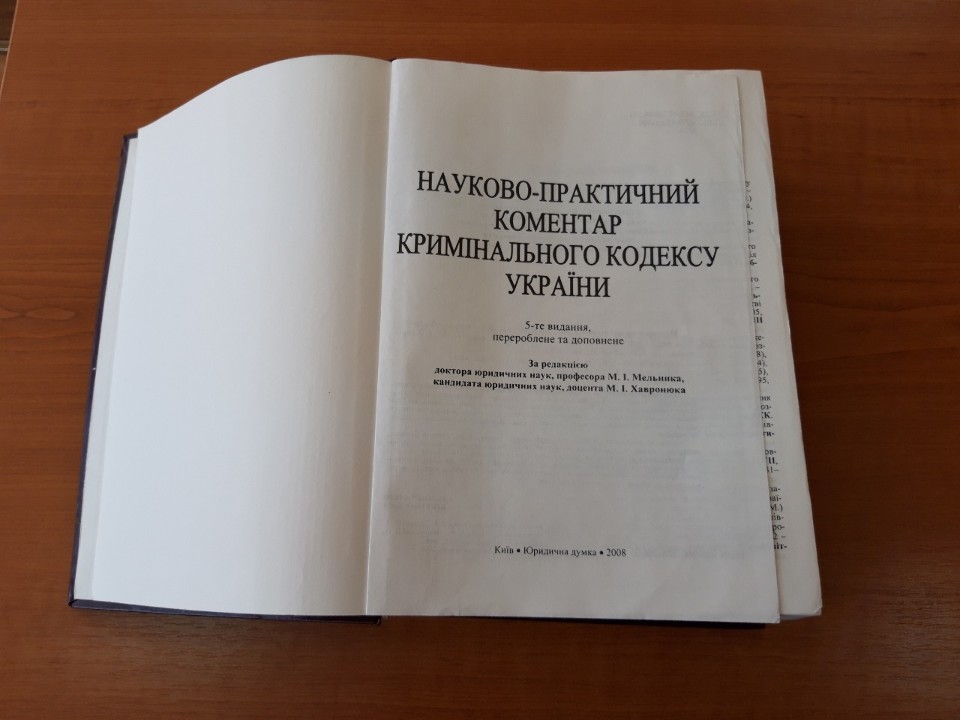 НАУКОВО-ПРАКТИЧНИЙ
КОМЕНТАР
КРИМІНАЛЬНОГО КОДЕКСУ
УКРАЇНИ
5-те видання,
перероблене та доповнене
За редакцією
доктора юридичних наук, професора М. І. Мельника,
кандидата юридичних наук, доцента М. І. Хавронюка
Київ • Юридична думка • 2008